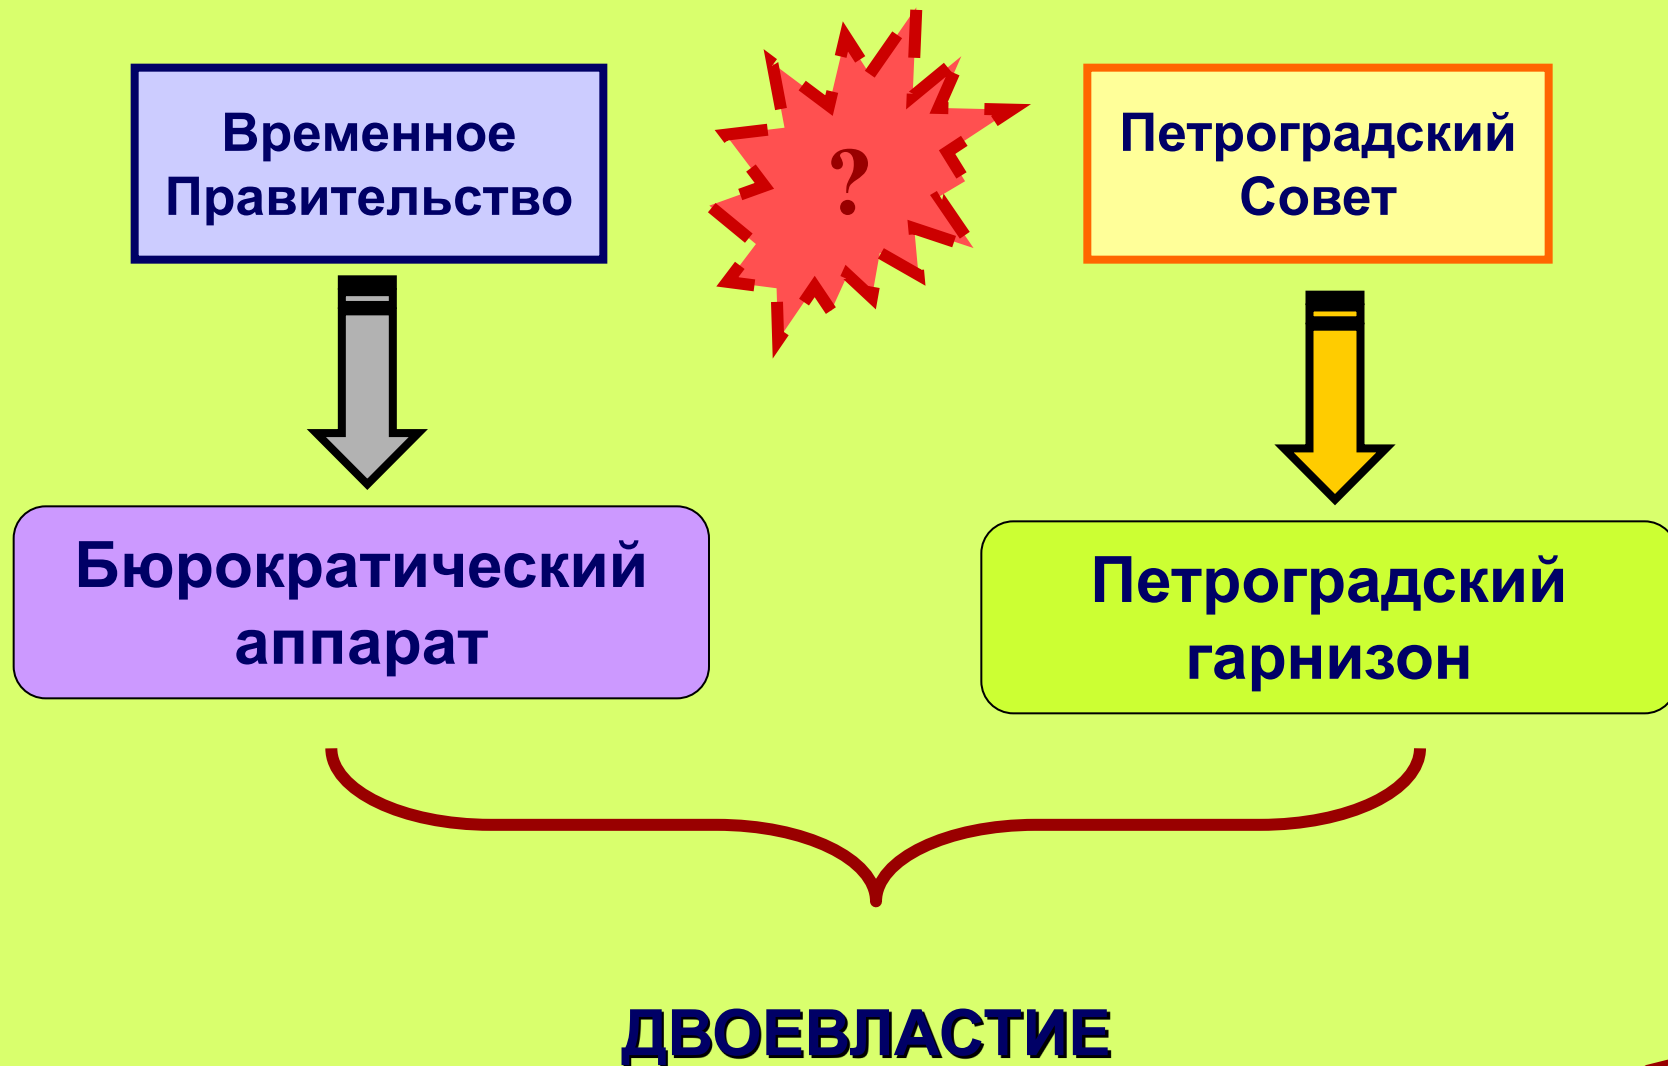 Временное
Правительство
?
Петроградский
Совет
Бюрократический
аппарат
Петроградский
гарнизон
ДВОЕВЛАСТИЕ